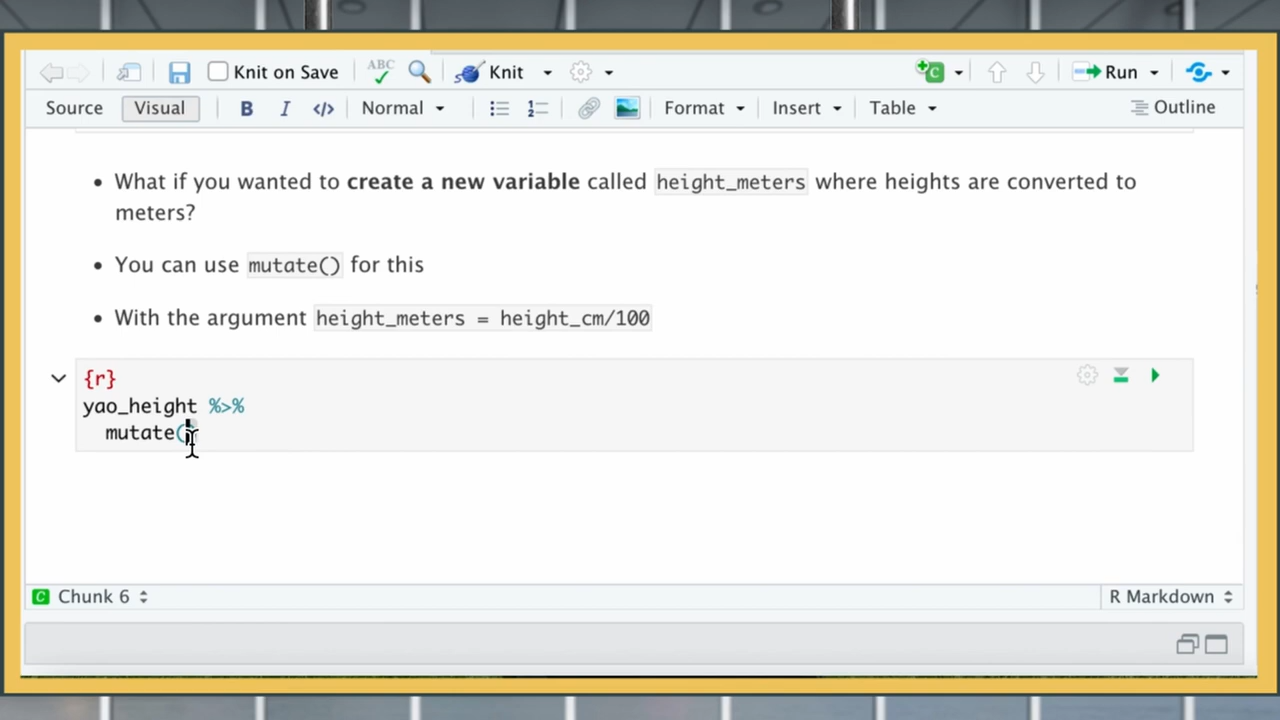 Knit on Save ABC Knit Run
Source Visual B I </> Normal Format Insert Table Outline
• What if you wanted to create a new variable called height_meters where heights are converted to
meters?
• You can use mutate() for this
• With the argument height_meters = height_cm/100
{r}
yao_height %>%
mutate(
C Chunk 6 R Markdown